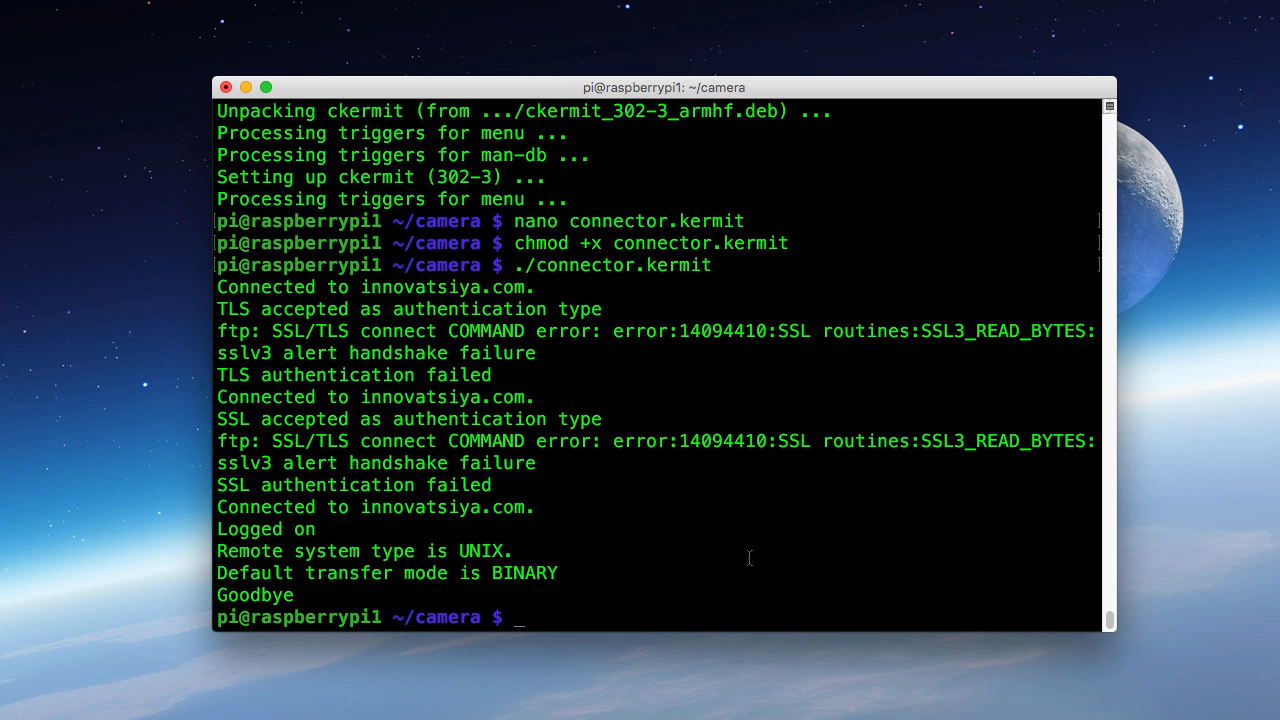 pi@raspberrypi1: ~/camera
Unpacking ckermit (from .../ckermit_302-3_armhf.deb) ...
Processing triggers for menu ...
Processing triggers for man-db ...
Setting up ckermit (302-3) ...
Processing triggers for menu ...
[pi@raspberrypi1 ~/camera $ nano connector.kermit ]
[pi@raspberrypi1 ~/camera $ chmod +x connector.kermit ]
[pi@raspberrypi1 ~/camera $ ./connector.kermit ]
Connected to innovatsiya.com.
TLS accepted as authentication type
ftp: SSL/TLS connect COMMAND error: error:14094410:SSL routines:SSL3_READ_BYTES:
sslv3 alert handshake failure
TLS authentication failed
Connected to innovatsiya.com.
SSL accepted as authentication type
ftp: SSL/TLS connect COMMAND error: error:14094410:SSL routines:SSL3_READ_BYTES:
sslv3 alert handshake failure
SSL authentication failed
Connected to innovatsiya.com.
Logged on
Remote system type is UNIX.
Default transfer mode is BINARY
Goodbye
pi@raspberrypi1 ~/camera $ _